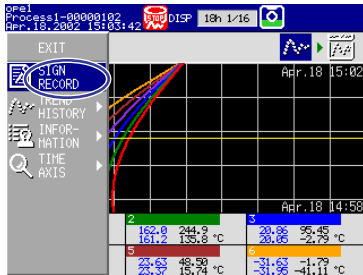 ope1
Process1-00000102 STOP DISP 18h 1/16
Apr.18.2002 15:03:42
EXIT
SIGN RECORD
TREND HISTORY
INFOR-MATION
TIME AXIS
Apr.18 15:02
Apr.18 14:58
2
162.0 244.9
161.2 135.8 °C
3
20.86 95.45
20.05 -2.79 °C
5
23.63 48.50
23.37 15.74 °C
6
-31.63 -1.79
-31.95 -41.11 °C